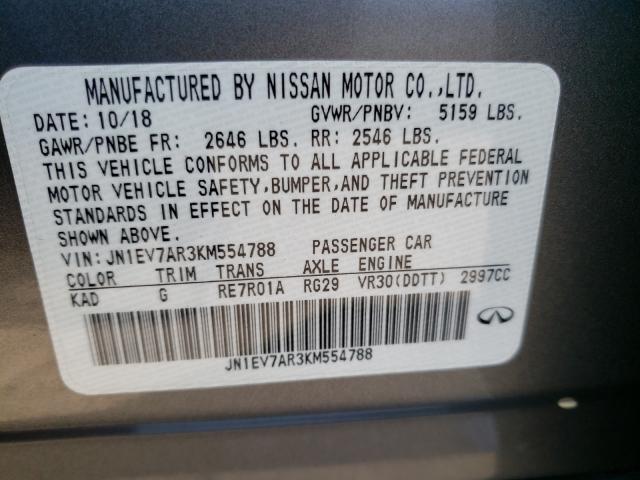 MANUFACTURED BY NISSAN MOTOR CO.,LTD.
DATE: 10/18 GVWR/PNBV: 5159 LBS.
GAWR/PNBE FR: 2646 LBS. RR: 2546 LBS.
THIS VEHICLE CONFORMS TO ALL APPLICABLE FEDERAL
MOTOR VEHICLE SAFETY,BUMPER,AND THEFT PREVENTION
STANDARDS IN EFFECT ON THE DATE OF MANUFACTURE
SHOWN ABOVE.
VIN: JN1EV7AR3KM554788 PASSENGER CAR
COLOR TRIM TRANS AXLE ENGINE
KAD G RE7R01A RG29 VR30(DDTT) 2997CC
JN1EV7AR3KM554788